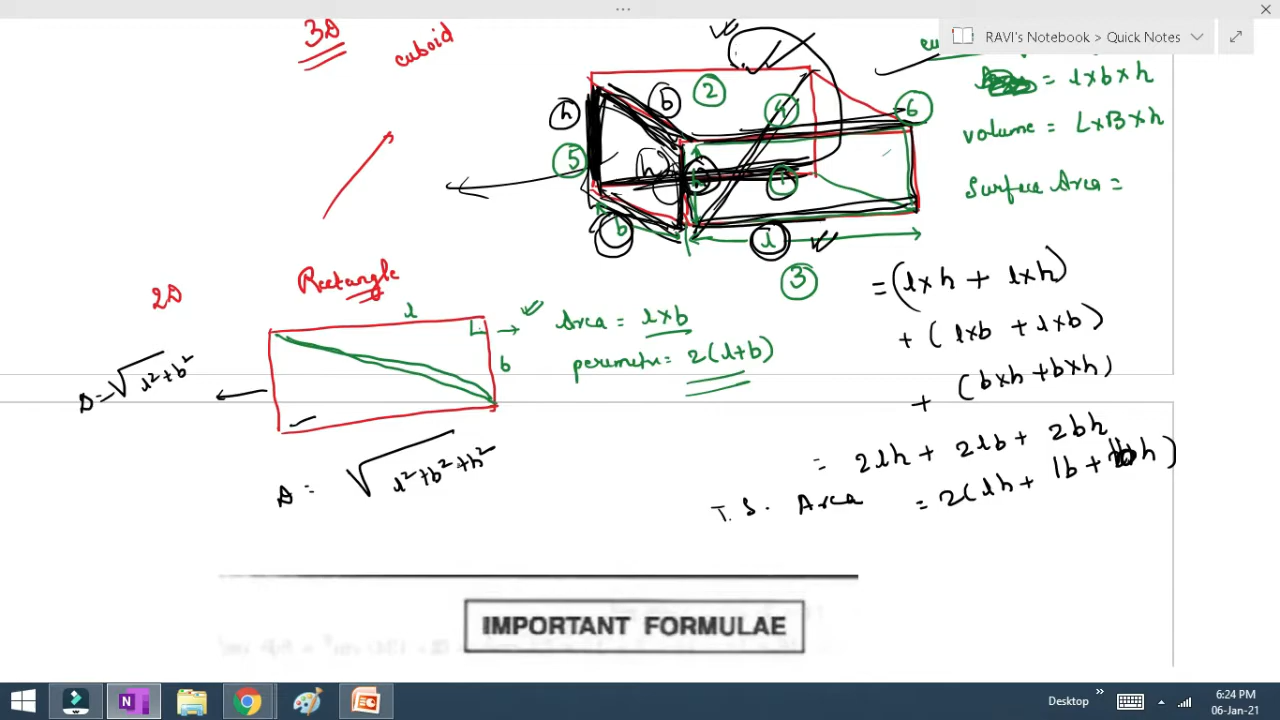 RAVI's Notebook > Quick Notes
3D
cuboid
= l x b x h
volume = L x B x h
Surface Area =
h
b
2
4
6
5
h
1
b
l
3
2D
Rectangle
l
b
Area = l x b
perimeter = 2(l+b)
D = √l²+b²
D = √l²+b²+h²
= (l x h + l x h)
+ (l x b + l x b)
+ (b x h + b x h)
= 2lh + 2lb + 2bh
T. S. Area = 2(lh + lb + bh)
IMPORTANT FORMULAE
Desktop
6:24 PM
06-Jan-21